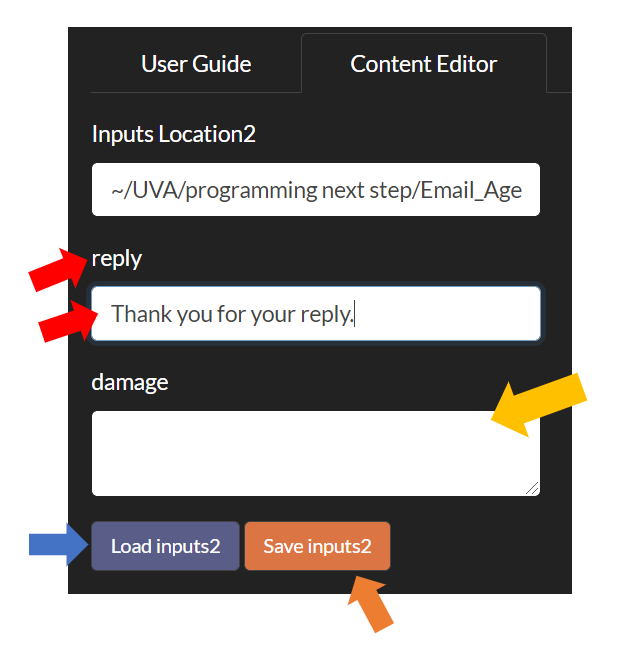 User Guide Content Editor
Inputs Location2
~/UVA/programming next step/Email_Age
reply
Thank you for your reply.
damage
Load inputs2 Save inputs2